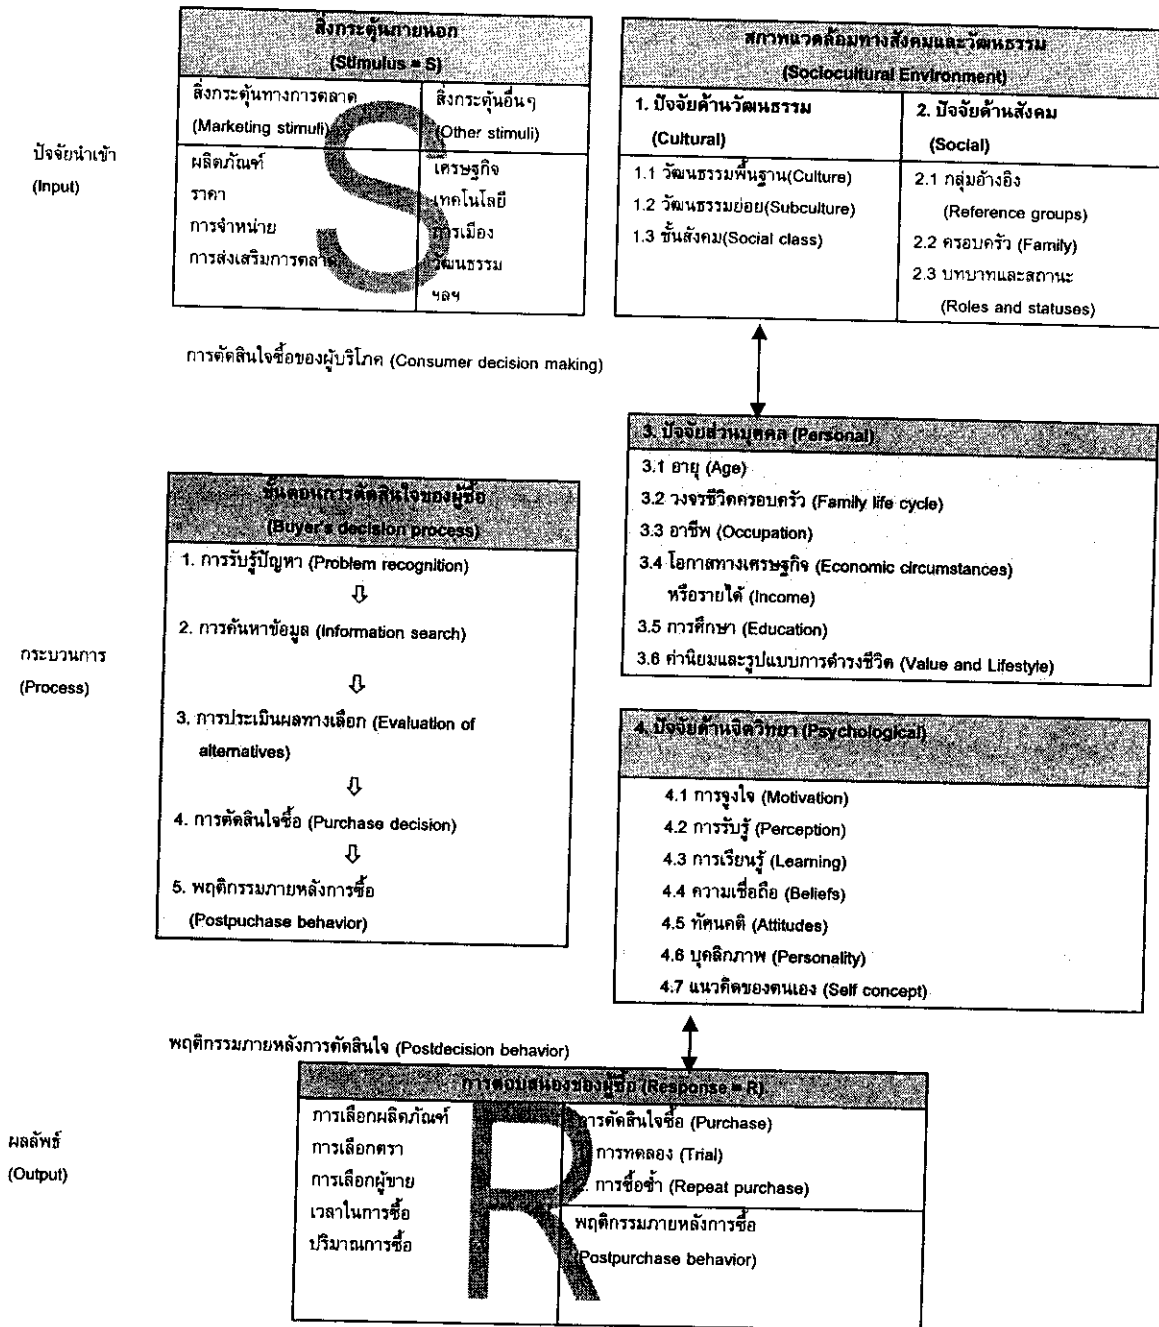 สิ่งกระตุ้นภายนอก
(Stimulus = S)
สิ่งกระตุ้นทางการตลาด
(Marketing stimuli)
สิ่งกระตุ้นอื่นๆ
(Other stimuli)
ปัจจัยนำเข้า
(Input)
ผลิตภัณฑ์
ราคา
การจำหน่าย
การส่งเสริมการตลาด
เศรษฐกิจ
เทคโนโลยี
การเมือง
วัฒนธรรม
ฯลฯ
S
สภาพแวดล้อมทางสังคมและวัฒนธรรม
(Sociocultural Environment)
1. ปัจจัยด้านวัฒนธรรม
(Cultural)
1.1 วัฒนธรรมพื้นฐาน(Culture)
1.2 วัฒนธรรมย่อย(Subculture)
1.3 ชั้นสังคม(Social class)
2. ปัจจัยด้านสังคม
(Social)
2.1 กลุ่มอ้างอิง
(Reference groups)
2.2 ครอบครัว (Family)
2.3 บทบาทและสถานะ
(Roles and statuses)
การตัดสินใจซื้อของผู้บริโภค (Consumer decision making)
กระบวนการ
(Process)
ขั้นตอนการตัดสินใจของผู้ซื้อ
(Buyer's decision process)
1. การรับรู้ปัญหา (Problem recognition)
2. การค้นหาข้อมูล (Information search)
3. การประเมินผลทางเลือก (Evaluation of
alternatives)
4. การตัดสินใจซื้อ (Purchase decision)
5. พฤติกรรมภายหลังการซื้อ
(Postpuchase behavior)
3. ปัจจัยส่วนบุคคล (Personal)
3.1 อายุ (Age)
3.2 วงจรชีวิตครอบครัว (Family life cycle)
3.3 อาชีพ (Occupation)
3.4 โอกาสทางเศรษฐกิจ (Economic circumstances)
หรือรายได้ (Income)
3.5 การศึกษา (Education)
3.6 ค่านิยมและรูปแบบการดำรงชีวิต (Value and Lifestyle)
4. ปัจจัยด้านจิตวิทยา (Psychological)
4.1 การจูงใจ (Motivation)
4.2 การรับรู้ (Perception)
4.3 การเรียนรู้ (Learning)
4.4 ความเชื่อถือ (Beliefs)
4.5 ทัศนคติ (Attitudes)
4.6 บุคลิกภาพ (Personality)
4.7 แนวคิดของตนเอง (Self concept)
พฤติกรรมภายหลังการตัดสินใจ (Postdecision behavior)
ผลลัพธ์
(Output)
การตอบสนองของผู้ซื้อ (Response = R)
การเลือกผลิตภัณฑ์
การเลือกตรา
การเลือกผู้ขาย
เวลาในการซื้อ
ปริมาณการซื้อ
R
การตัดสินใจซื้อ (Purchase)
การทดลอง (Trial)
การซื้อซ้ำ (Repeat purchase)
พฤติกรรมภายหลังการซื้อ
(Postpurchase behavior)